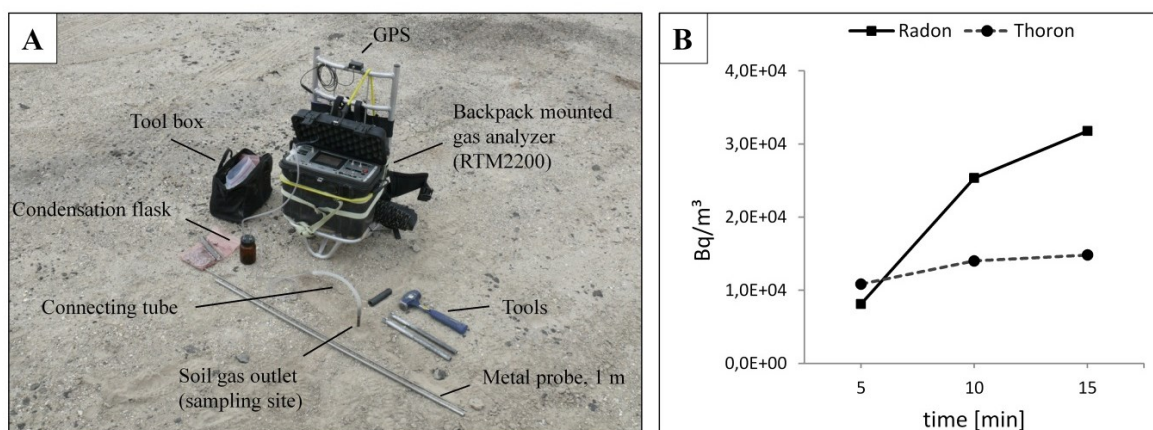 A
GPS
Tool box
Backpack mounted
gas analyzer
(RTM2200)
Condensation flask
Connecting tube
Tools
Soil gas outlet
(sampling site)
Metal probe, 1 m
B
Radon
Thoron
4,0E+04
3,0E+04
2,0E+04
1,0E+04
0,0E+00
Bq/m³
5 10 15
time [min]